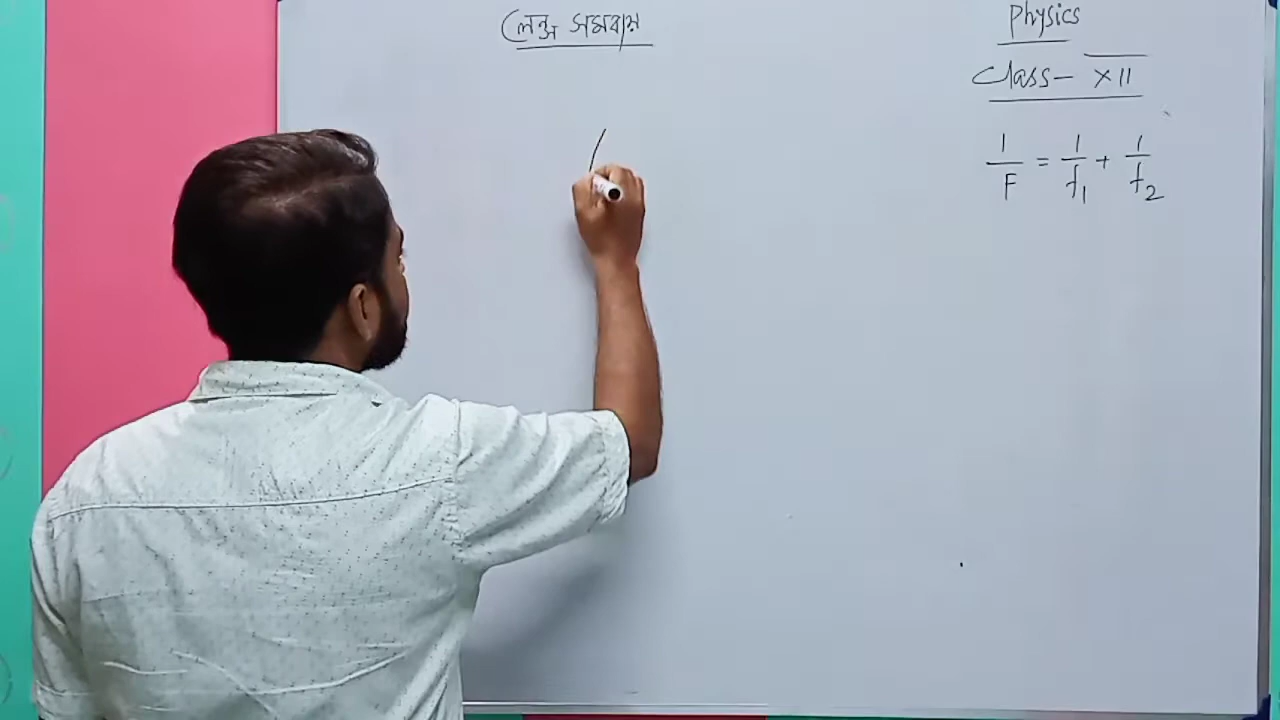 লেন্স সমবায়
Physics
Class- XII
1/F = 1/f₁ + 1/f₂